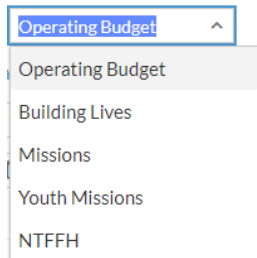 Operating Budget
Operating Budget
Building Lives
Missions
Youth Missions
NTFFH